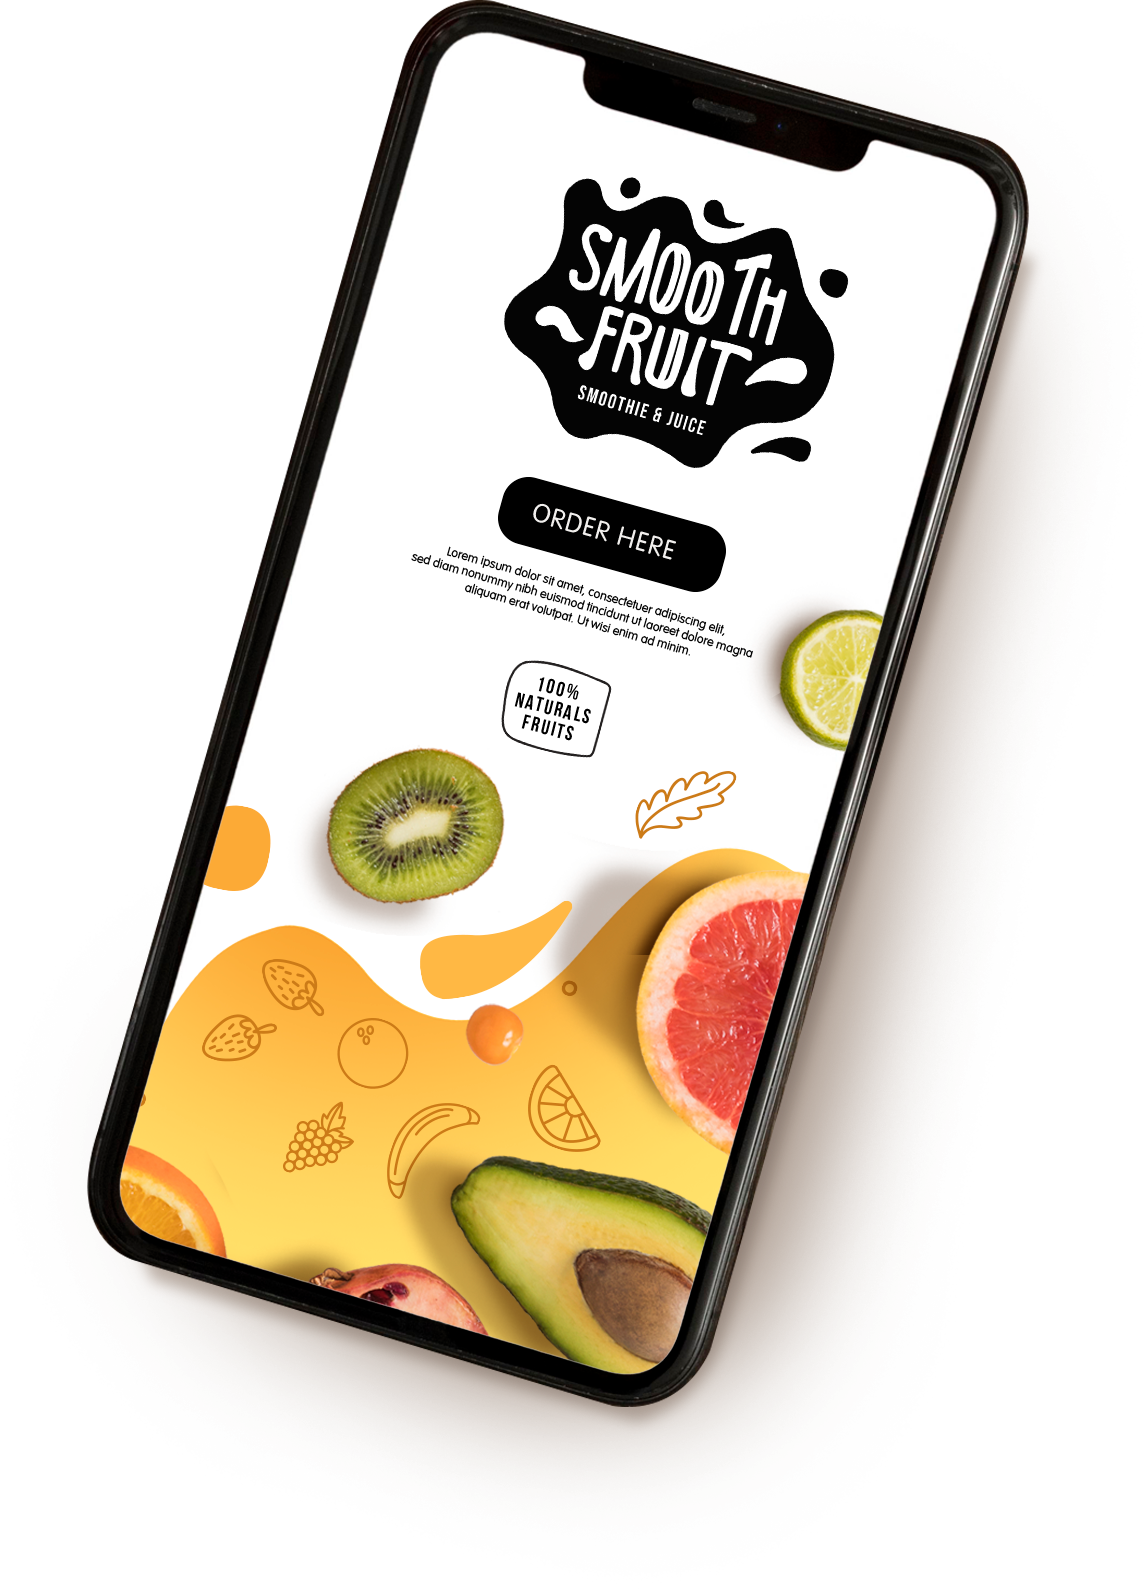 SMOOTH
FRUIT
SMOOTHIE & JUICE
ORDER HERE
Lorem ipsum dolor sit amet, consectetuer adipiscing elit,
sed diam nonummy nibh euismod tincidunt ut laoreet dolore magna
aliquam erat volutpat. Ut wisi enim ad minim.
100%
NATURALS
FRUITS